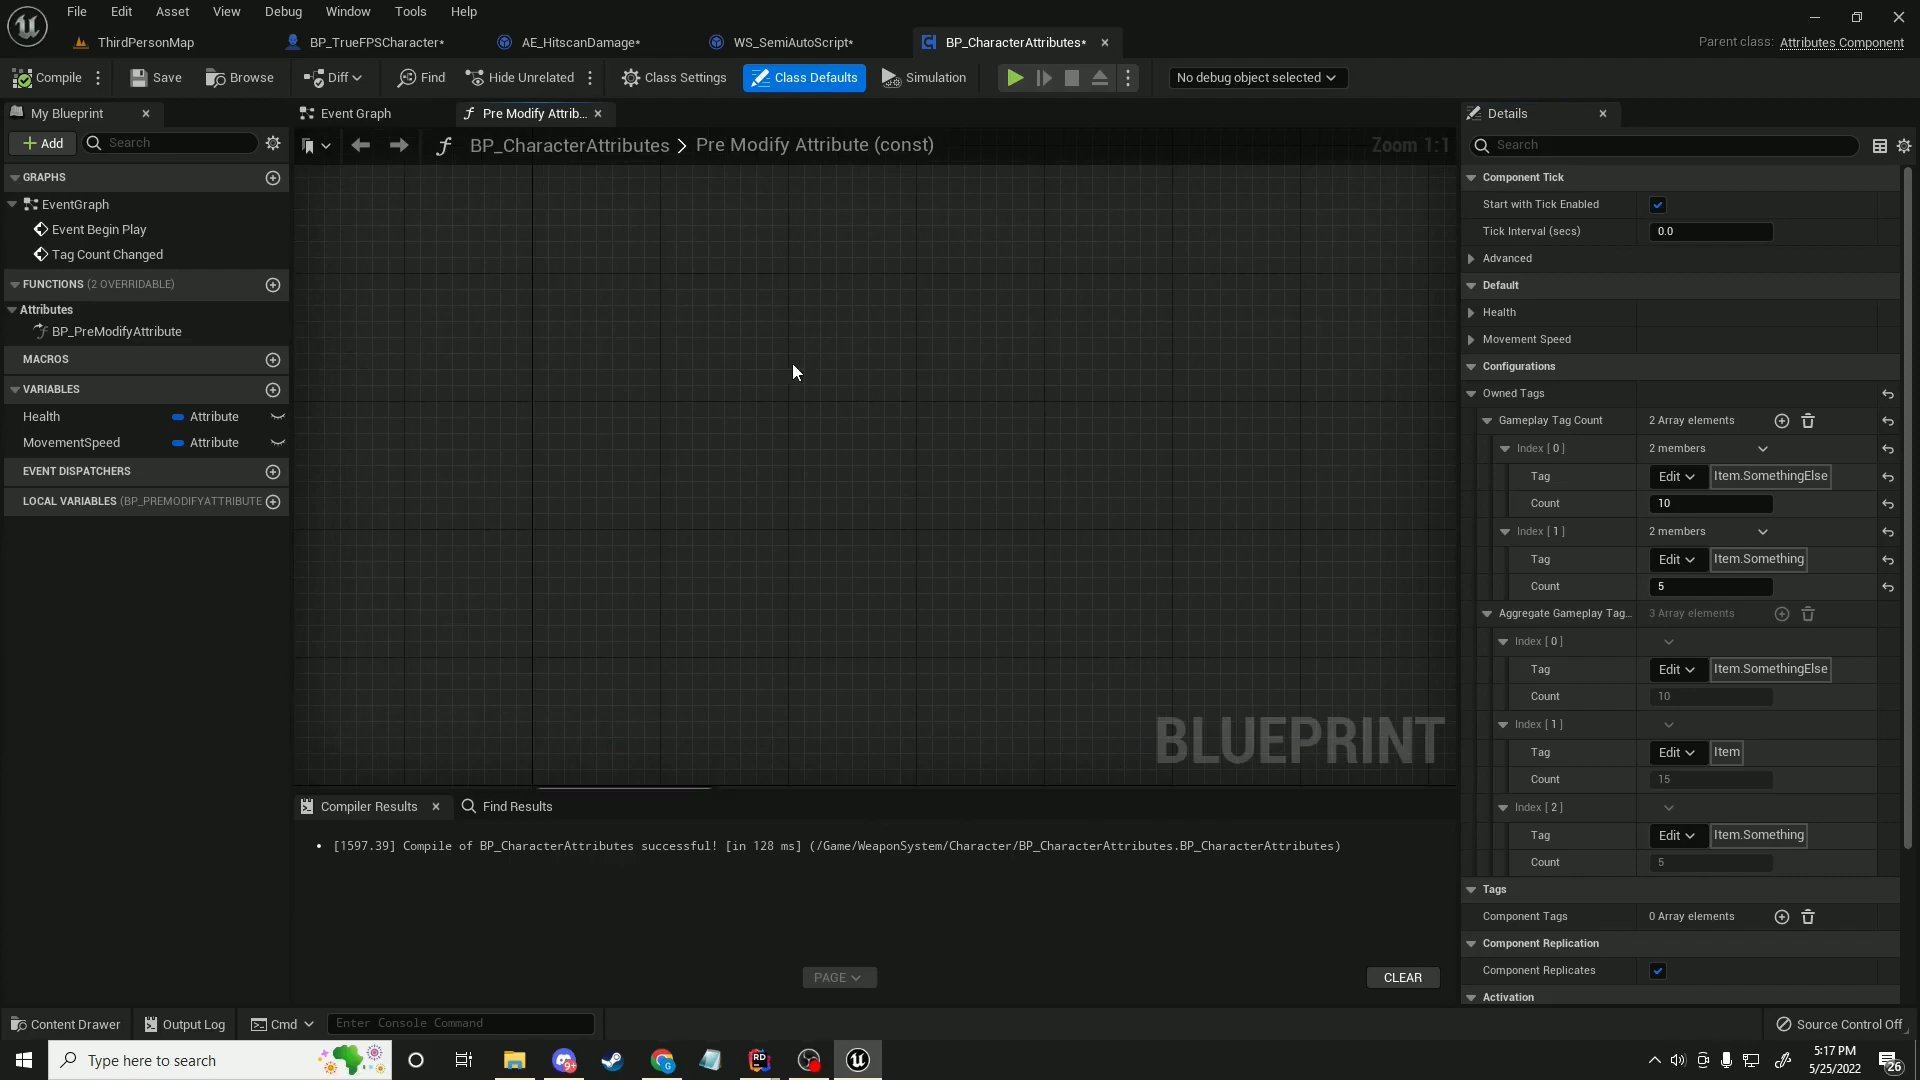 File Edit Asset View Debug Window Tools Help
ThirdPersonMap BP_TrueFPSCharacter* AE_HitscanDamage* WS_SemiAutoScript* BP_CharacterAttributes* Parent class: Attributes Component
Compile Save Browse Diff Find Hide Unrelated Class Settings Class Defaults Simulation No debug object selected
My Blueprint
Add Search
GRAPHS
EventGraph
Event Begin Play
Tag Count Changed
FUNCTIONS (2 OVERRIDABLE)
Attributes
BP_PreModifyAttribute
MACROS
VARIABLES
Health Attribute
MovementSpeed Attribute
EVENT DISPATCHERS
LOCAL VARIABLES (BP_PREMODIFYATTRIBUTE
Event Graph Pre Modify Attrib...
BP_CharacterAttributes > Pre Modify Attribute (const) Zoom 1:1
BLUEPRINT
Compiler Results Find Results
[1597.39] Compile of BP_CharacterAttributes successful! [in 128 ms] (/Game/WeaponSystem/Character/BP_CharacterAttributes.BP_CharacterAttributes)
PAGE CLEAR
Details
Search
Component Tick
Start with Tick Enabled
Tick Interval (secs) 0.0
Advanced
Default
Health
Movement Speed
Configurations
Owned Tags
Gameplay Tag Count 2 Array elements
Index [ 0 ] 2 members
Tag Edit Item.SomethingElse
Count 10
Index [ 1 ] 2 members
Tag Edit Item.Something
Count 5
Aggregate Gameplay Tag... 3 Array elements
Index [ 0 ]
Tag Edit Item.SomethingElse
Count 10
Index [ 1 ]
Tag Edit Item
Count 15
Index [ 2 ]
Tag Edit Item.Something
Count 5
Tags
Component Tags 0 Array elements
Component Replication
Component Replicates
Activation
Content Drawer Output Log Cmd Enter Console Command Source Control Off
Type here to search
5:17 PM
5/25/2022
26